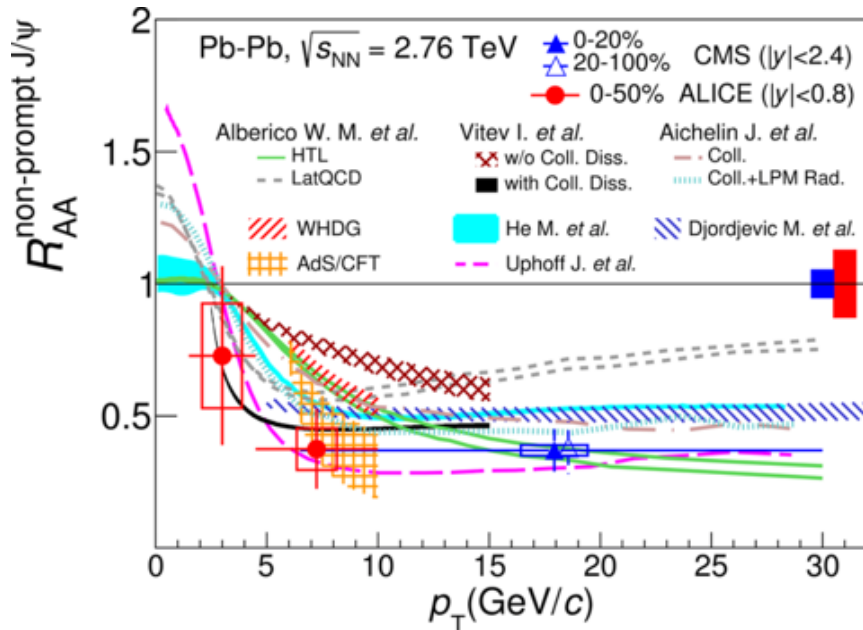 R_AA^non-prompt J/ψ
2
1.5
1
0.5
Pb-Pb, √s_NN = 2.76 TeV
0-20%
20-100%
CMS (|y|<2.4)
0-50% ALICE (|y|<0.8)
Alberico W. M. et al. Vitev I. et al. Aichelin J. et al.
HTL w/o Coll. Diss. Coll.
LatQCD with Coll. Diss. Coll.+LPM Rad.
WHDG He M. et al. Djordjevic M. et al.
AdS/CFT Uphoff J. et al.
0 5 10 15 20 25 30
p_T(GeV/c)